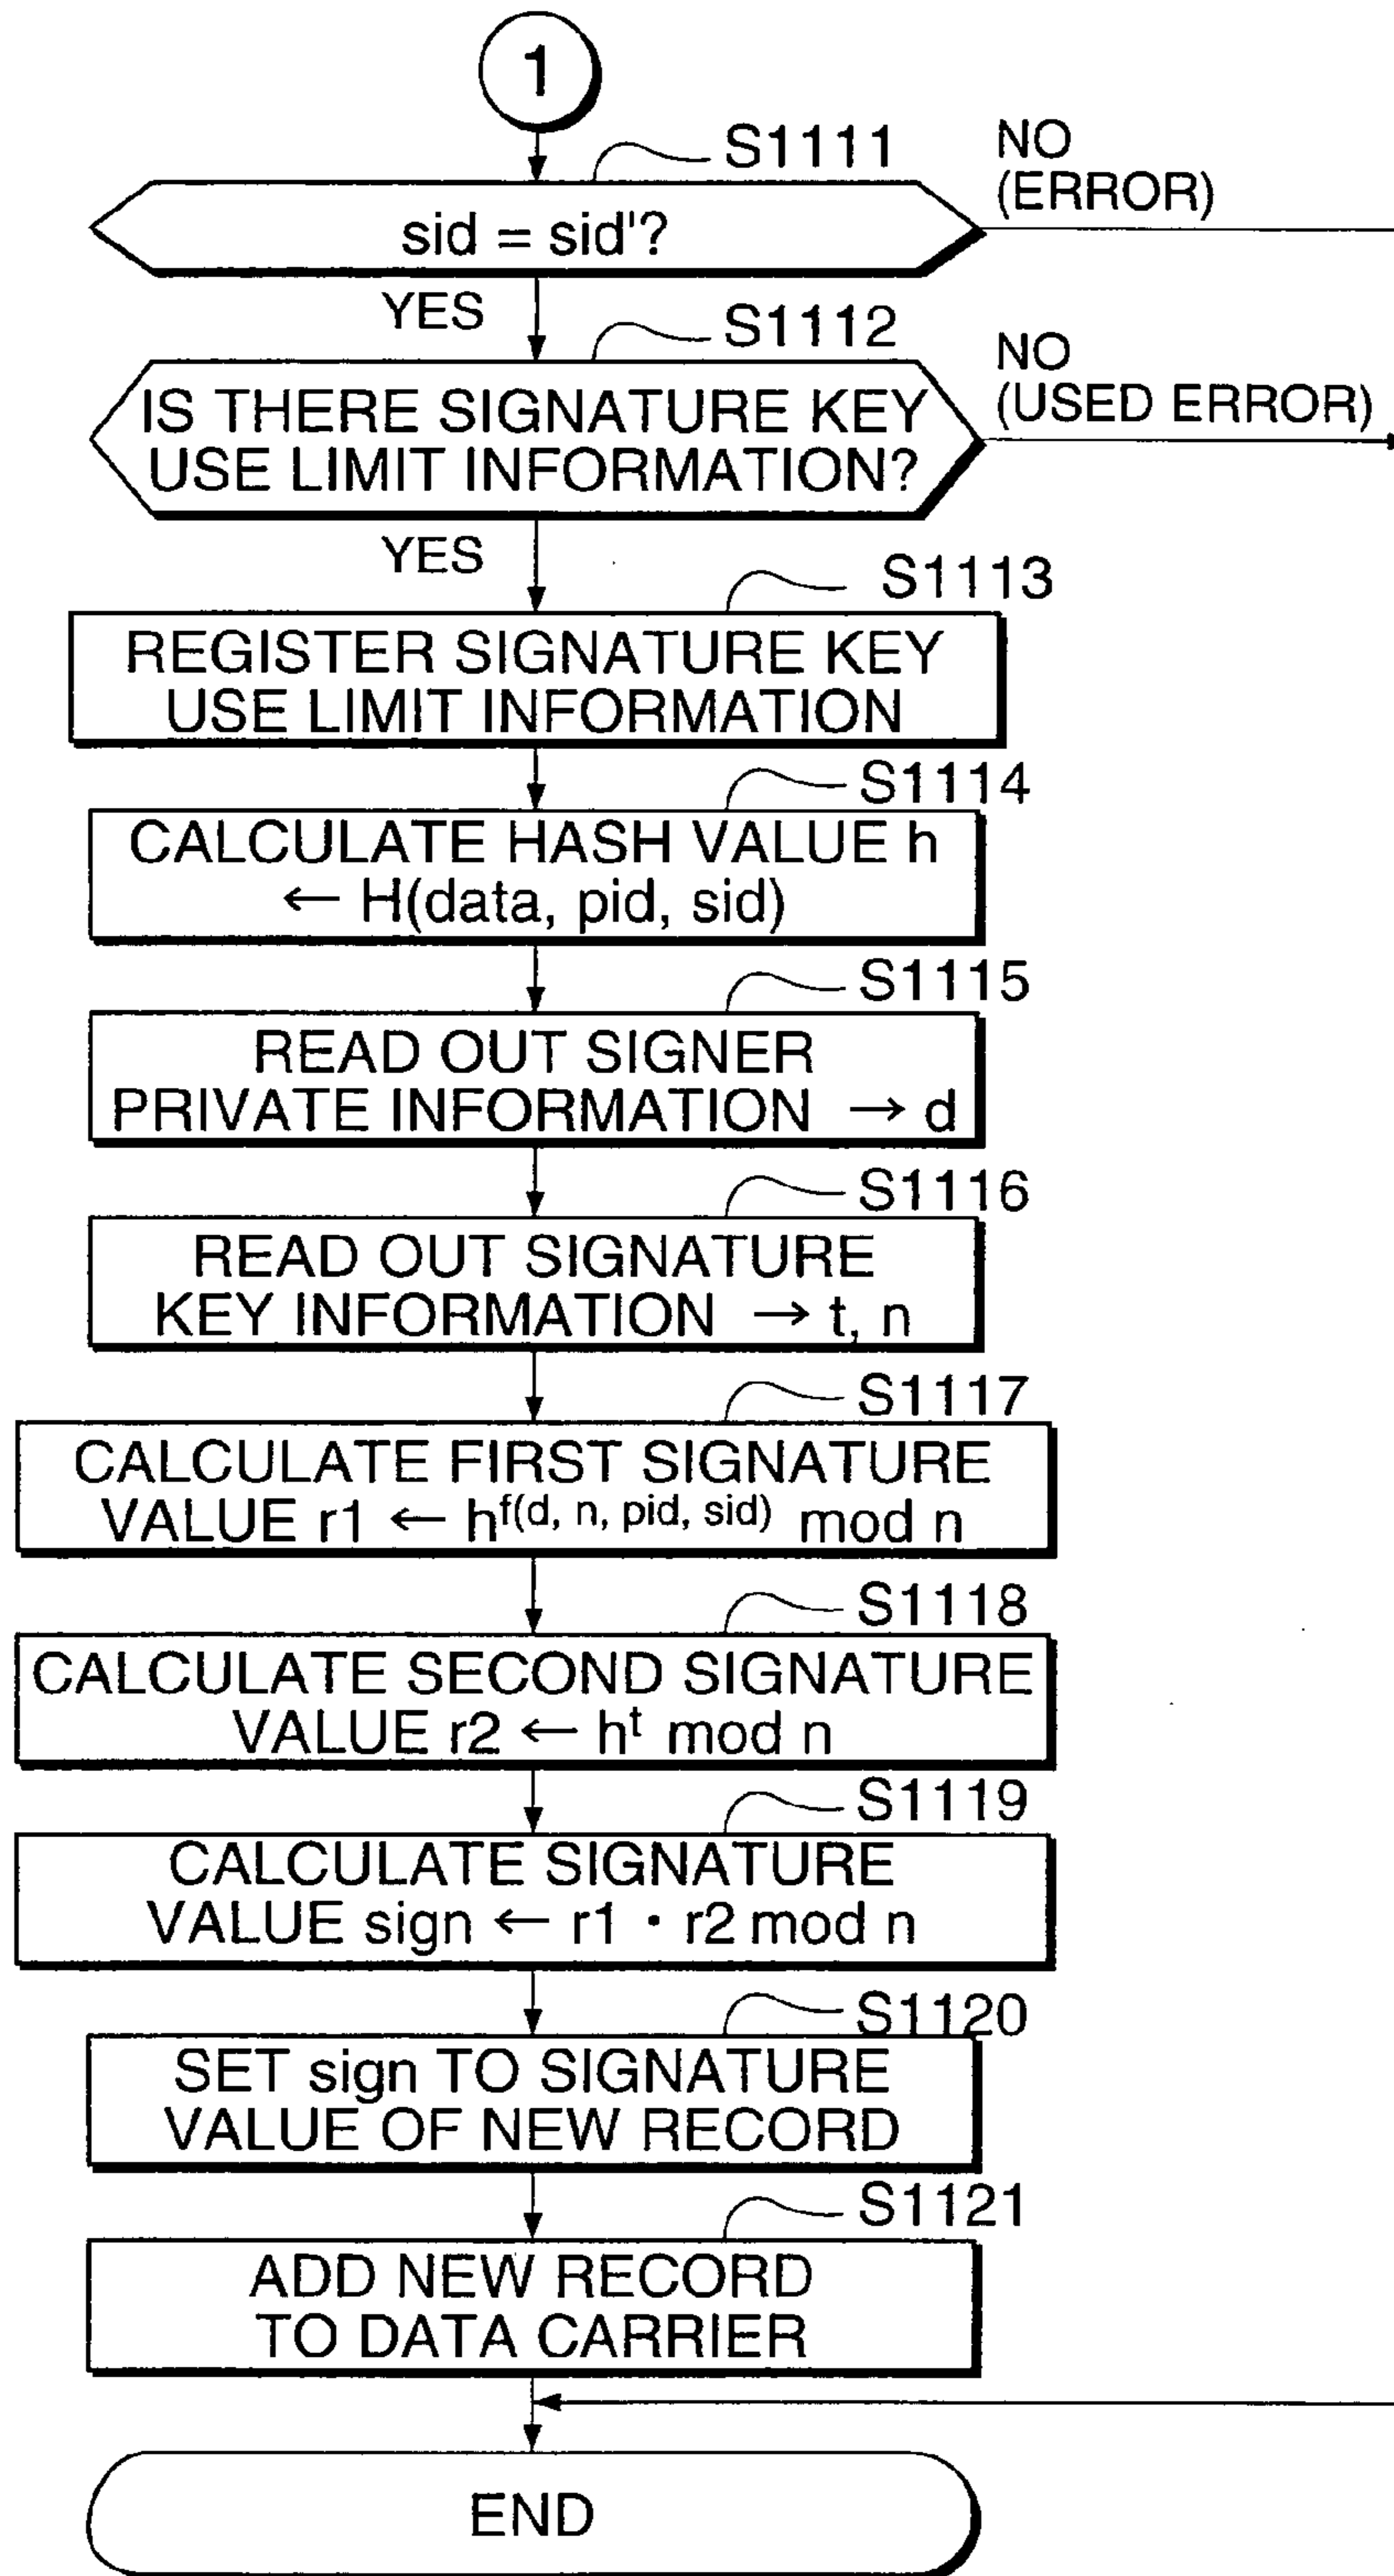 1
S1111
NO
(ERROR)
sid = sid'?
YES
S1112
NO
(USED ERROR)
IS THERE SIGNATURE KEY
USE LIMIT INFORMATION?
YES
S1113
REGISTER SIGNATURE KEY
USE LIMIT INFORMATION
S1114
CALCULATE HASH VALUE h
← H(data, pid, sid)
S1115
READ OUT SIGNER
PRIVATE INFORMATION → d
S1116
READ OUT SIGNATURE
KEY INFORMATION → t, n
S1117
CALCULATE FIRST SIGNATURE
VALUE r1 ← h^f(d, n, pid, sid) mod n
S1118
CALCULATE SECOND SIGNATURE
VALUE r2 ← h^t mod n
S1119
CALCULATE SIGNATURE
VALUE sign ← r1 · r2 mod n
S1120
SET sign TO SIGNATURE
VALUE OF NEW RECORD
S1121
ADD NEW RECORD
TO DATA CARRIER
END